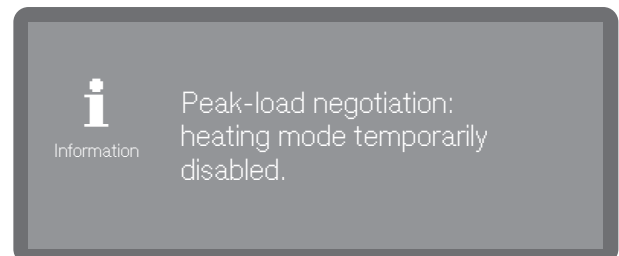 Information
Peak-load negotiation:
heating mode temporarily
disabled.